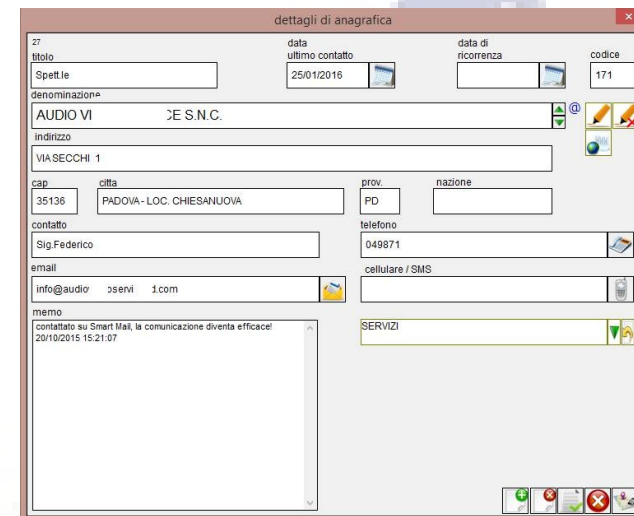 dettagli di anagrafica
27
titolo
data
ultimo contatto
data di
ricorrenza
codice
Spett.le
25/01/2016
171
denominazione
AUDIO VI CE S.N.C.
@
indirizzo
VIA SECCHI 1
cap
citta
prov.
nazione
35136
PADOVA - LOC. CHIESANUOVA
PD
contatto
telefono
Sig.Federico
049871
email
cellulare / SMS
info@audio oservi d.com
memo
contattato su Smart Mail, la comunicazione diventa efficace!
20/10/2015 15:21:07
SERVIZI